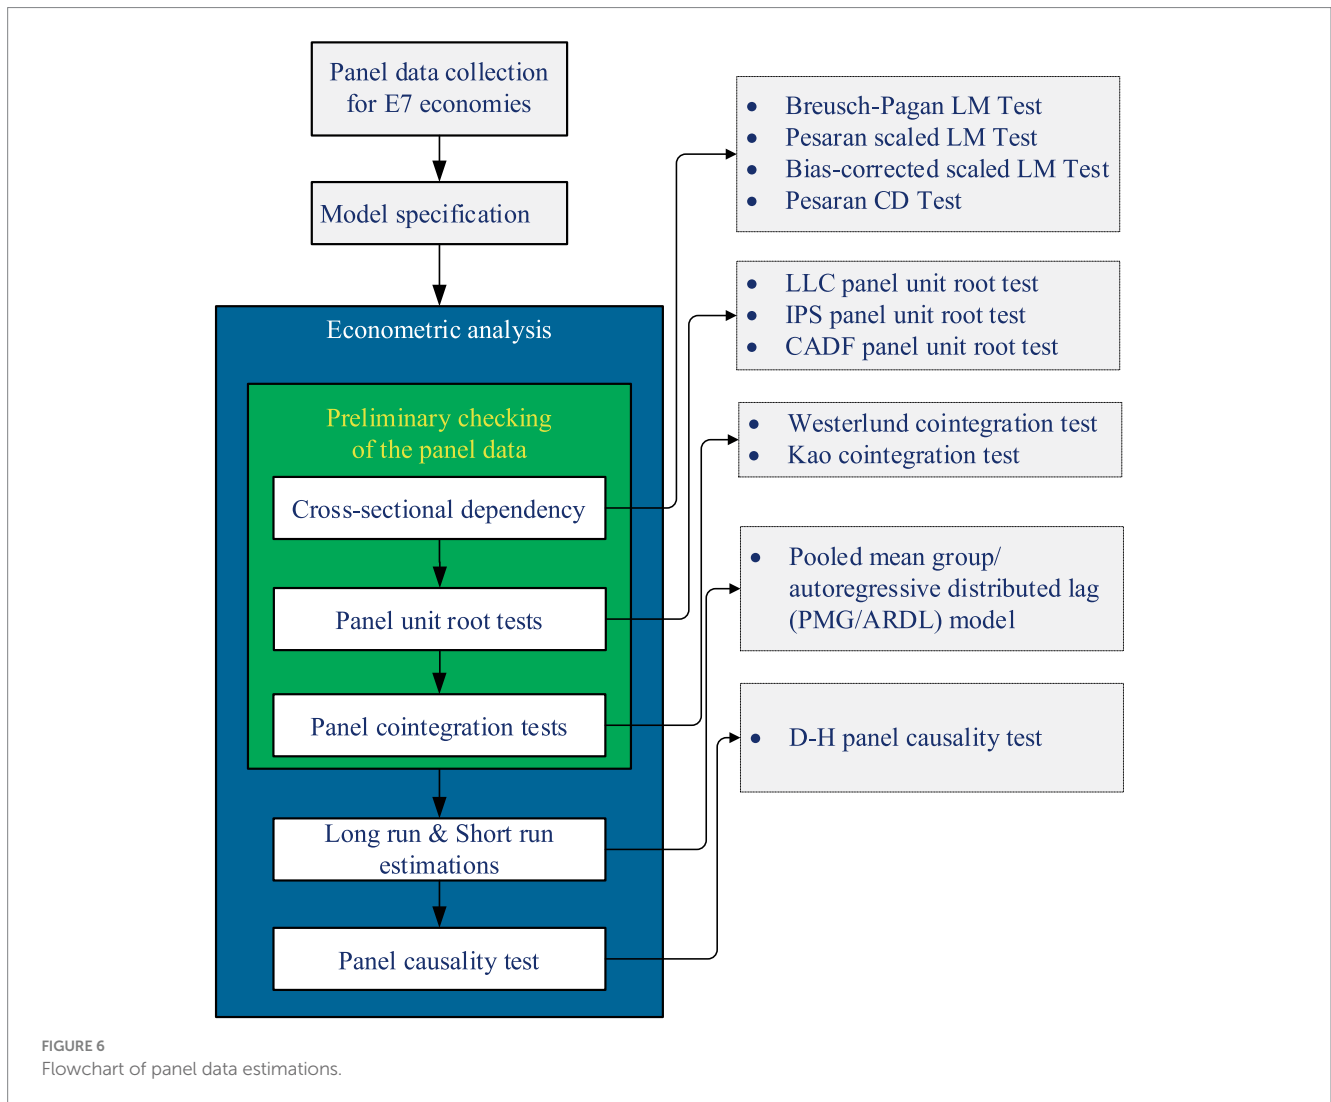 Panel data collection
for E7 economies
Model specification
Econometric analysis
Preliminary checking
of the panel data
Cross-sectional dependency
Panel unit root tests
Panel cointegration tests
Long run & Short run
estimations
Panel causality test
• Breusch-Pagan LM Test
• Pesaran scaled LM Test
• Bias-corrected scaled LM Test
• Pesaran CD Test
• LLC panel unit root test
• IPS panel unit root test
• CADF panel unit root test
• Westerlund cointegration test
• Kao cointegration test
• Pooled mean group/
autoregressive distributed lag
(PMG/ARDL) model
• D-H panel causality test
FIGURE 6
Flowchart of panel data estimations.